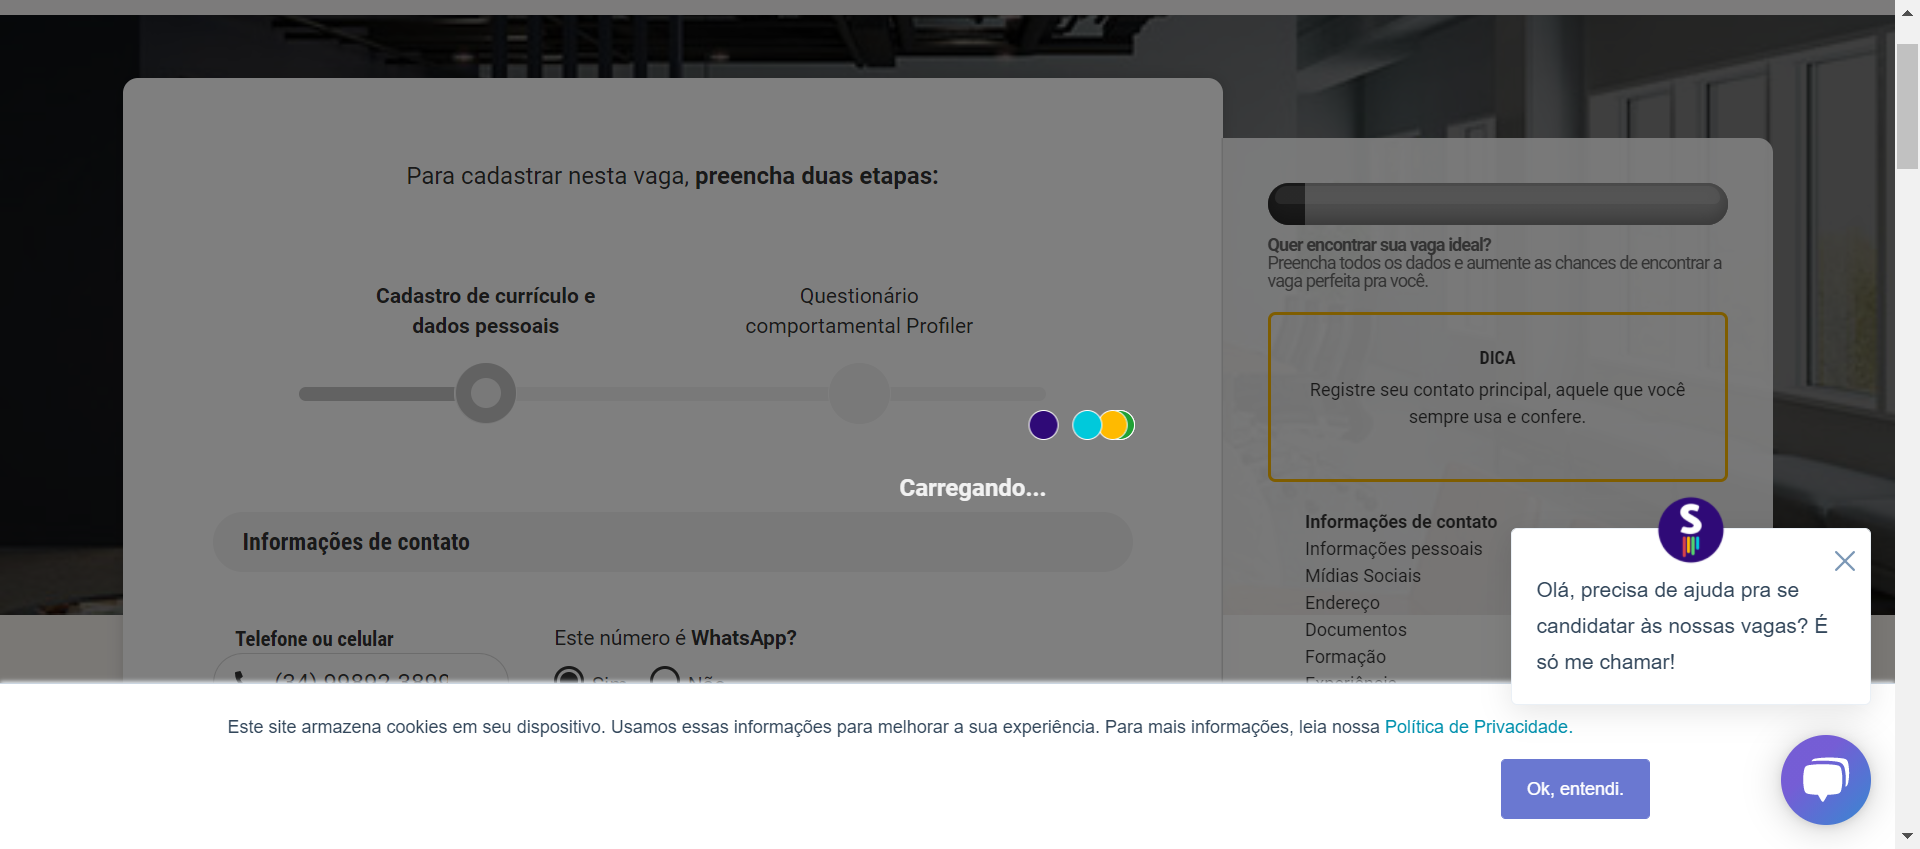 Para cadastrar nesta vaga, preencha duas etapas:
Cadastro de currículo e
dados pessoais
Questionário
comportamental Profiler
Carregando...
Informações de contato
Telefone ou celular
Este número é WhatsApp?
(34) 99892-3899
Sim
Não
Quer encontrar sua vaga ideal?
Preencha todos os dados e aumente as chances de encontrar a
vaga perfeita pra você.
DICA
Registre seu contato principal, aquele que você
sempre usa e confere.
Informações de contato
Informações pessoais
Mídias Sociais
Endereço
Documentos
Formação
Experiência
S
Olá, precisa de ajuda pra se
candidatar às nossas vagas? É
só me chamar!
Este site armazena cookies em seu dispositivo. Usamos essas informações para melhorar a sua experiência. Para mais informações, leia nossa Política de Privacidade.
Ok, entendi.